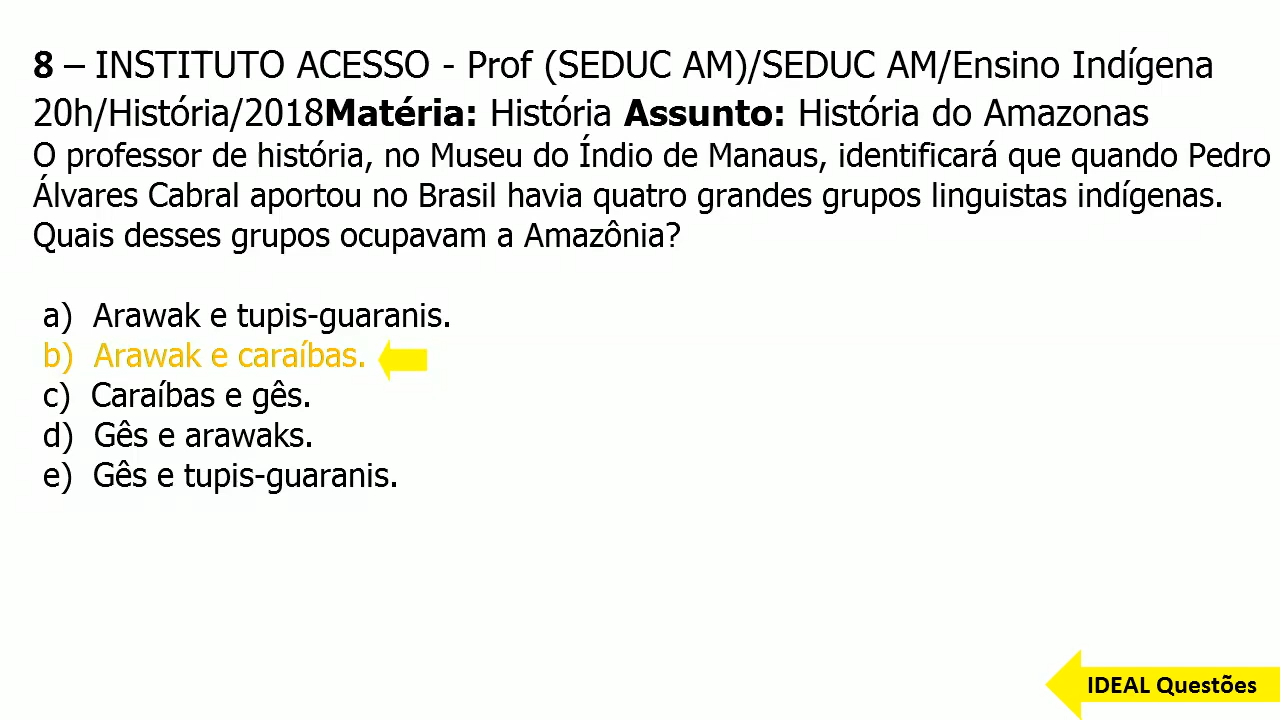 8 – INSTITUTO ACESSO - Prof (SEDUC AM)/SEDUC AM/Ensino Indígena
20h/História/2018Matéria: História Assunto: História do Amazonas
O professor de história, no Museu do Índio de Manaus, identificará que quando Pedro
Álvares Cabral aportou no Brasil havia quatro grandes grupos linguistas indígenas.
Quais desses grupos ocupavam a Amazônia?
a) Arawak e tupis-guaranis.
b) Arawak e caraíbas.
c) Caraíbas e gês.
d) Gês e arawaks.
e) Gês e tupis-guaranis.
IDEAL Questões